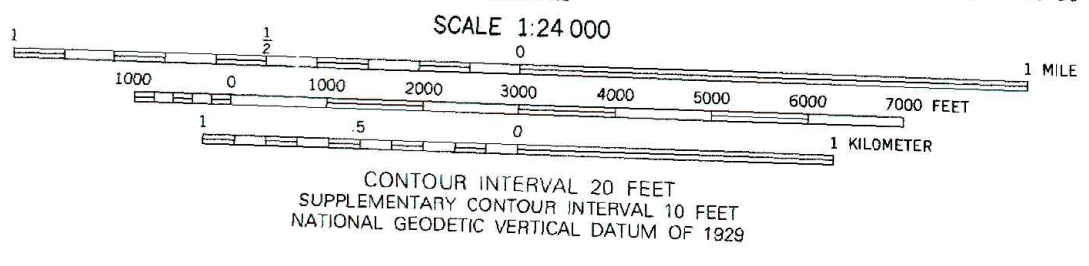 SCALE 1:24 000
1 1/2 0 1 MILE
1000 0 1000 2000 3000 4000 5000 6000 7000 FEET
1 .5 0 1 KILOMETER
CONTOUR INTERVAL 20 FEET
SUPPLEMENTARY CONTOUR INTERVAL 10 FEET
NATIONAL GEODETIC VERTICAL DATUM OF 1929